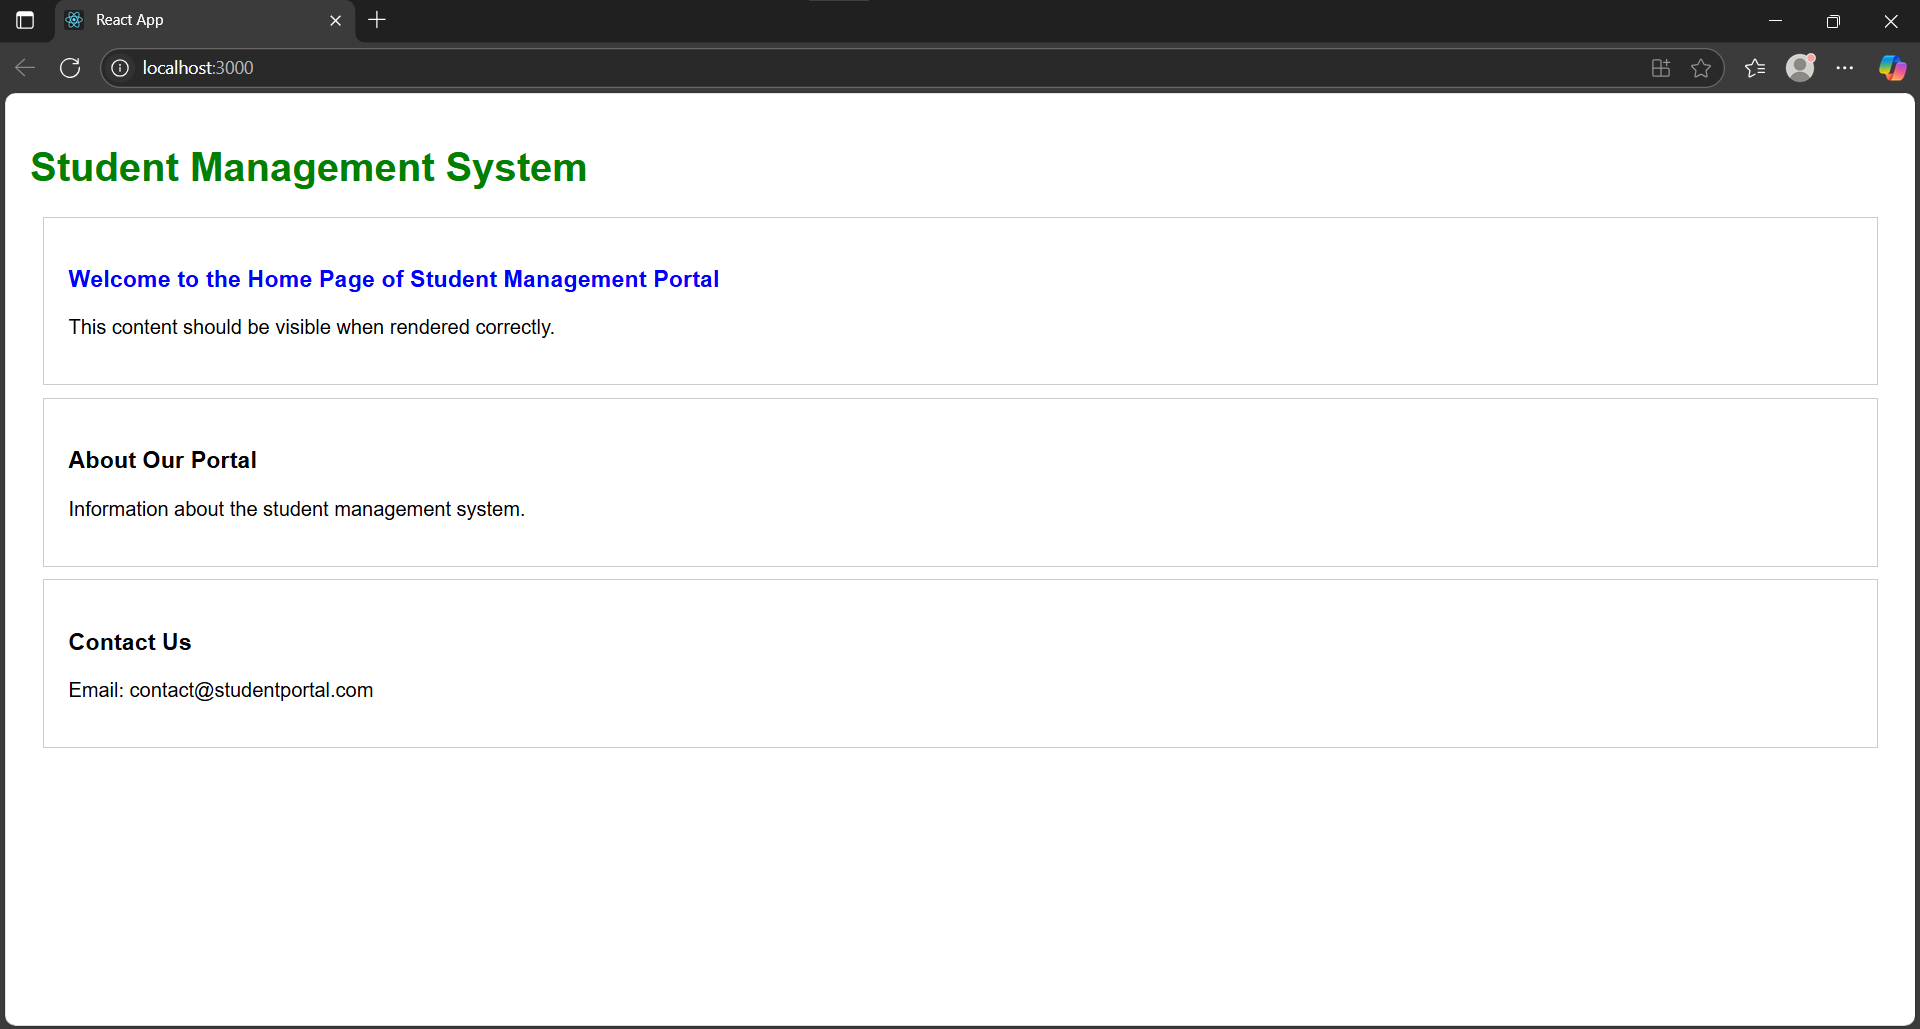 React App
localhost:3000
Student Management System
Welcome to the Home Page of Student Management Portal
This content should be visible when rendered correctly.
About Our Portal
Information about the student management system.
Contact Us
Email: contact@studentportal.com